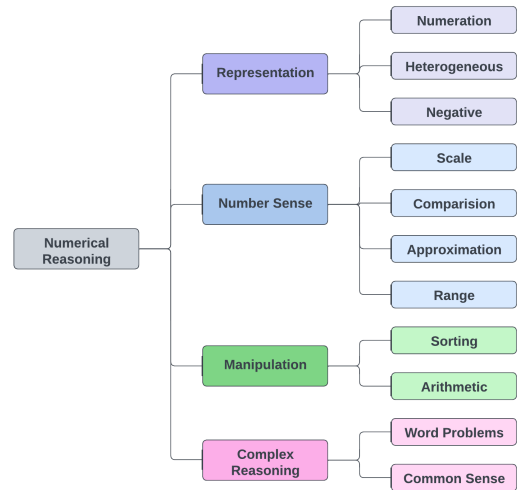 Numerical
Reasoning
Representation
Numeration
Heterogeneous
Negative
Number Sense
Scale
Comparision
Approximation
Range
Manipulation
Sorting
Arithmetic
Complex
Reasoning
Word Problems
Common Sense